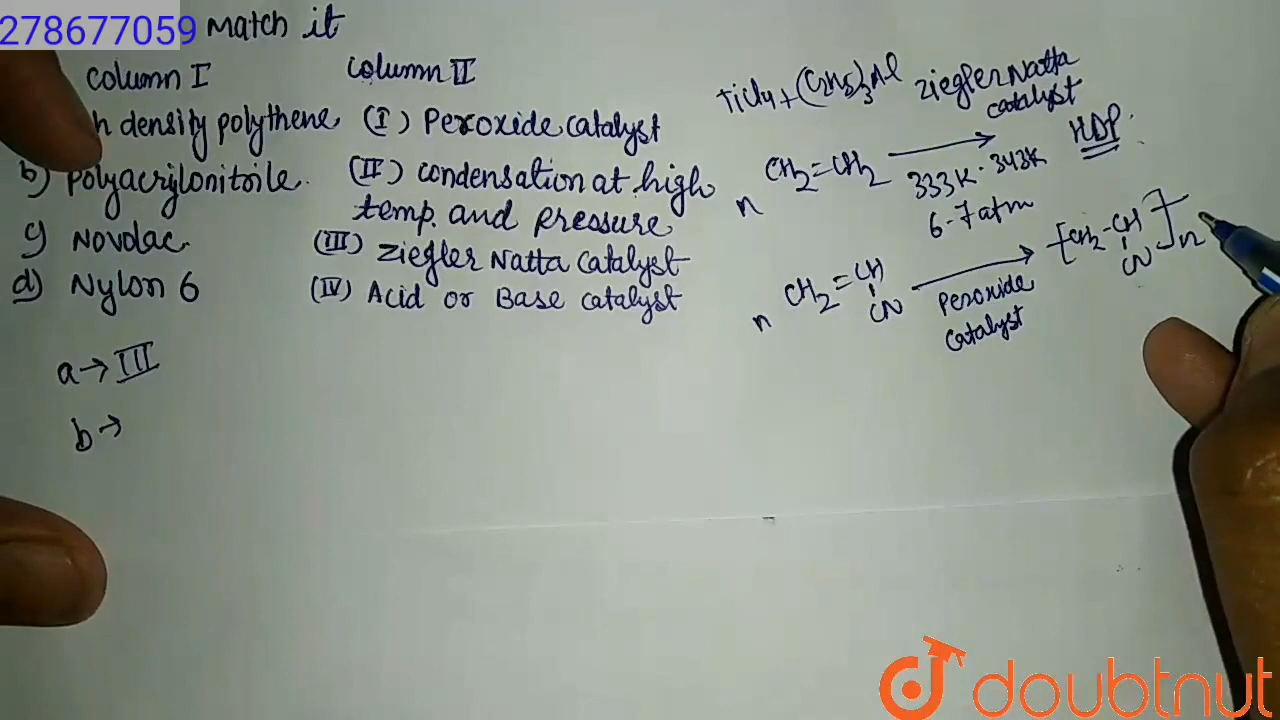 278677059 Match it
Column I Column II
h density polythene (I) Peroxide catalyst
b) Polyacrylonitrile. (II) condensation at high
temp. and pressure
c) Novolac. (III) Ziegler Natta Catalyst
d) Nylon 6 (IV) Acid or Base catalyst
a → III
b →
TiCl4 + (C2H5)3Al Ziegler Natta
catalyst
n CH2=CH2 → HDP.
333K - 343K
6-7 atm
n CH2=CH → [CH2-CH]n
CN CN
Peroxide
Catalyst
doubtnut